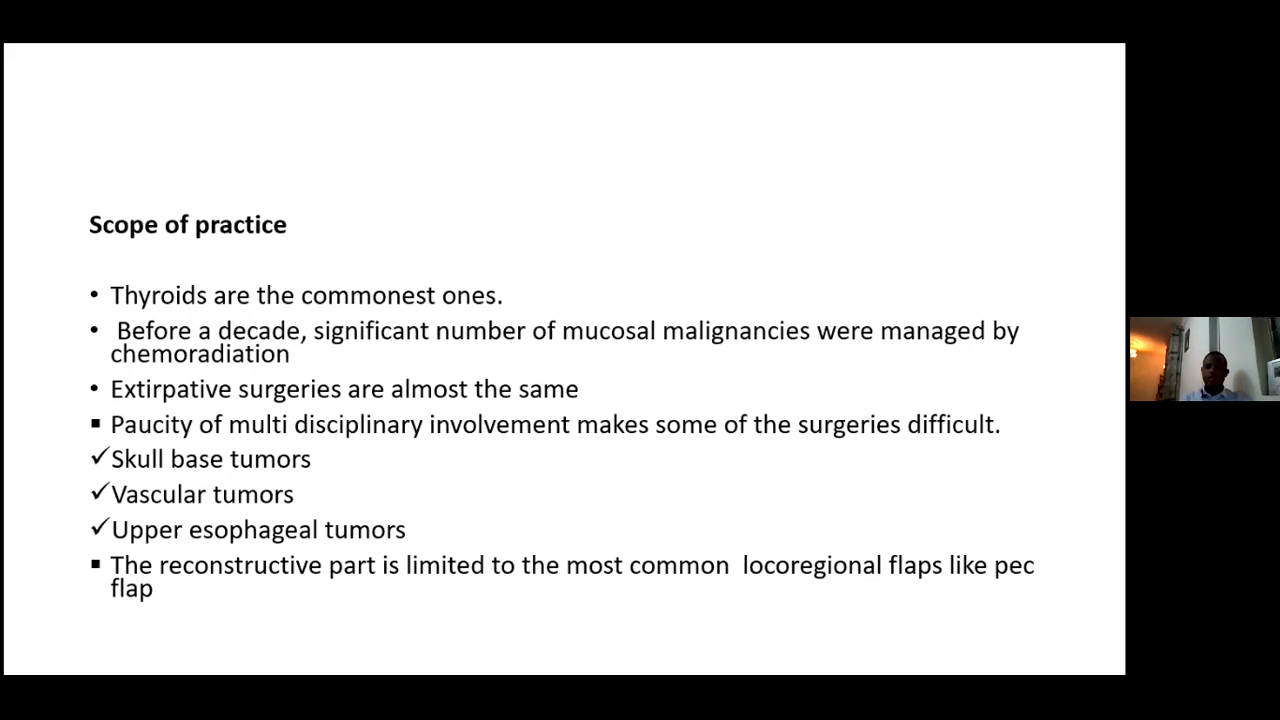 Scope of practice
• Thyroids are the commonest ones.
• Before a decade, significant number of mucosal malignancies were managed by
chemoradiation
• Extirpative surgeries are almost the same
▪ Paucity of multi disciplinary involvement makes some of the surgeries difficult.
✓Skull base tumors
✓Vascular tumors
✓Upper esophageal tumors
▪ The reconstructive part is limited to the most common locoregional flaps like pec
flap